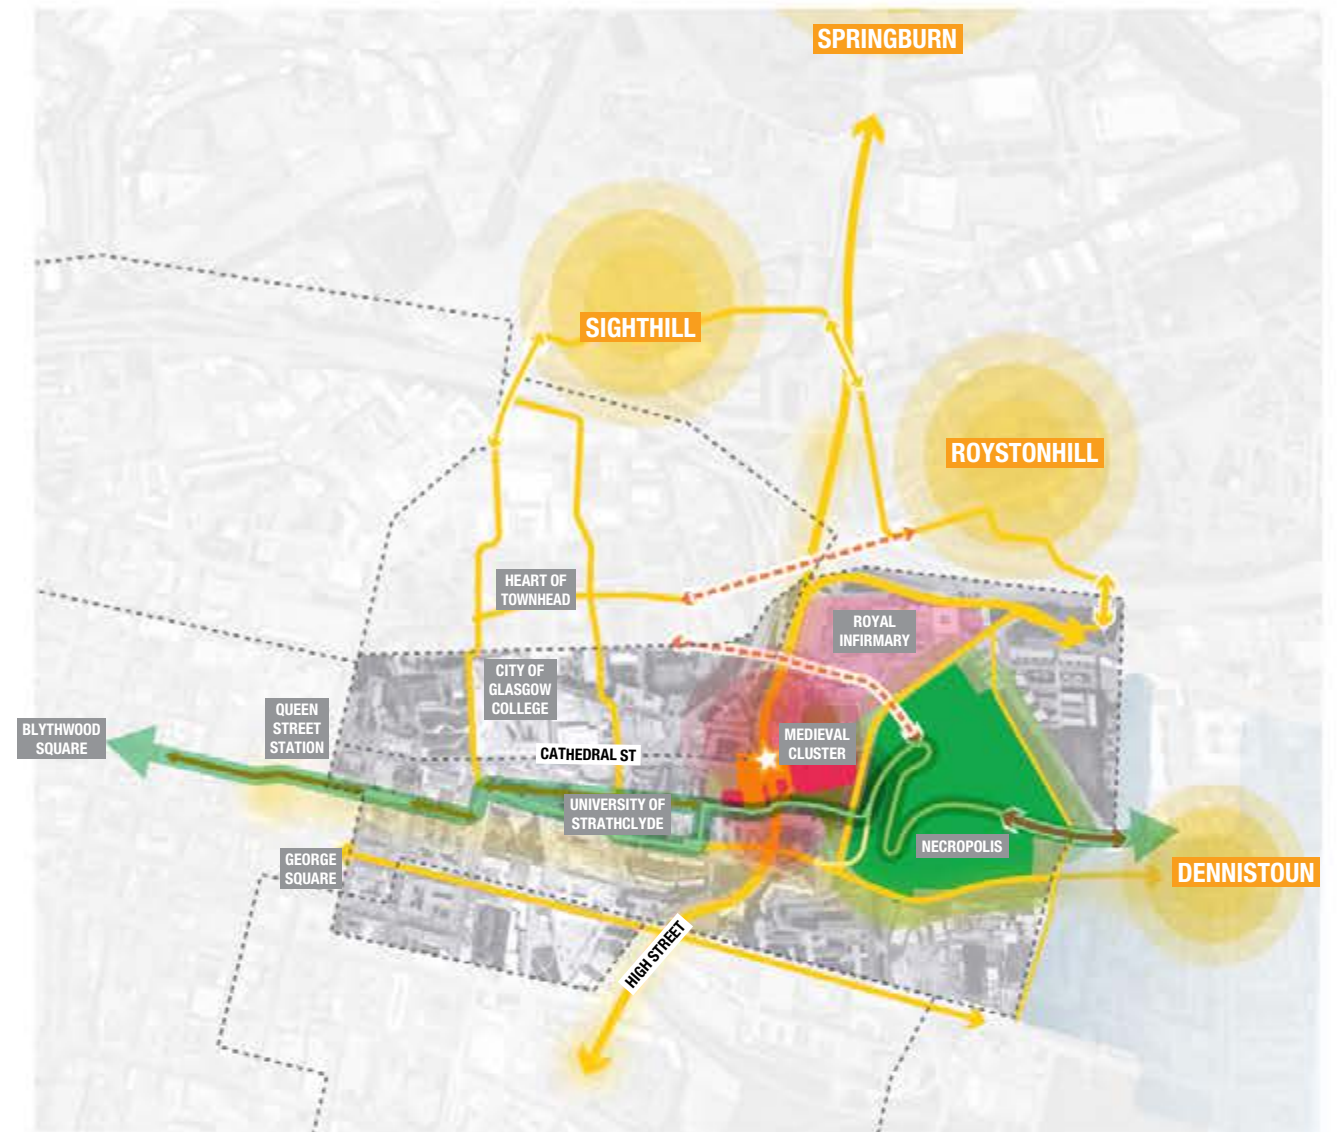 SPRINGBURN
SIGHTHILL
ROYSTONHILL
HEART OF
TOWNHEAD
ROYAL
INFIRMARY
CITY OF
GLASGOW
COLLEGE
QUEEN
STREET
STATION
BLYTHWOOD
SQUARE
MEDIEVAL
CLUSTER
CATHEDRAL ST
UNIVERSITY OF
STRATHCLYDE
NECROPOLIS
GEORGE
SQUARE
DENNISTOUN
HIGH STREET